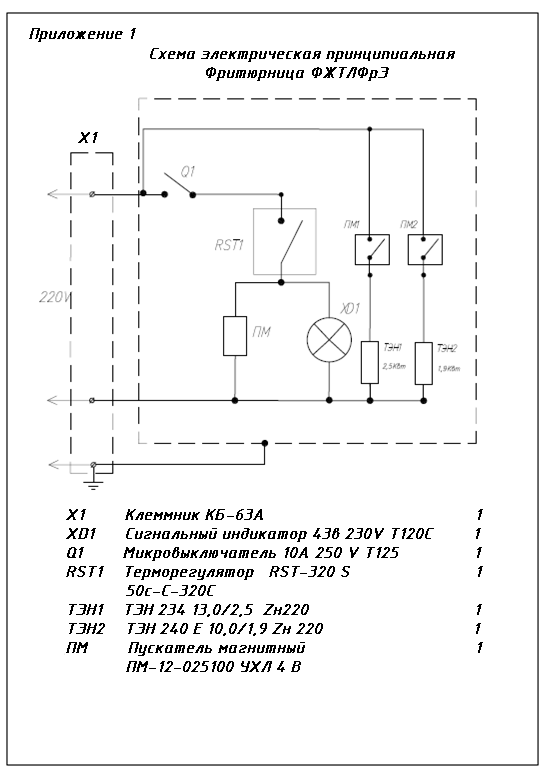 Приложение 1
Схема электрическая принципиальная
Фритюрница ФЖТЛФрЭ
X1
Q1
ПМ1
ПМ2
RST1
220V
XD1
ПМ
ТЭН1
2,5КВт
ТЭН2
1,9КВт
X1 Клеммник КБ-63А 1
XD1 Сигнальный индикатор 43в 230V T120C 1
Q1 Микровыключатель 10А 250 V T125 1
RST1 Терморегулятор RST-320 S 1
50с-С-320С
ТЭН1 ТЭН 234 13,0/2,5 Zн220 1
ТЭН2 ТЭН 240 Е 10,0/1,9 Zн 220 1
ПМ Пускатель магнитный 1
ПМ-12-025100 УХЛ 4 В